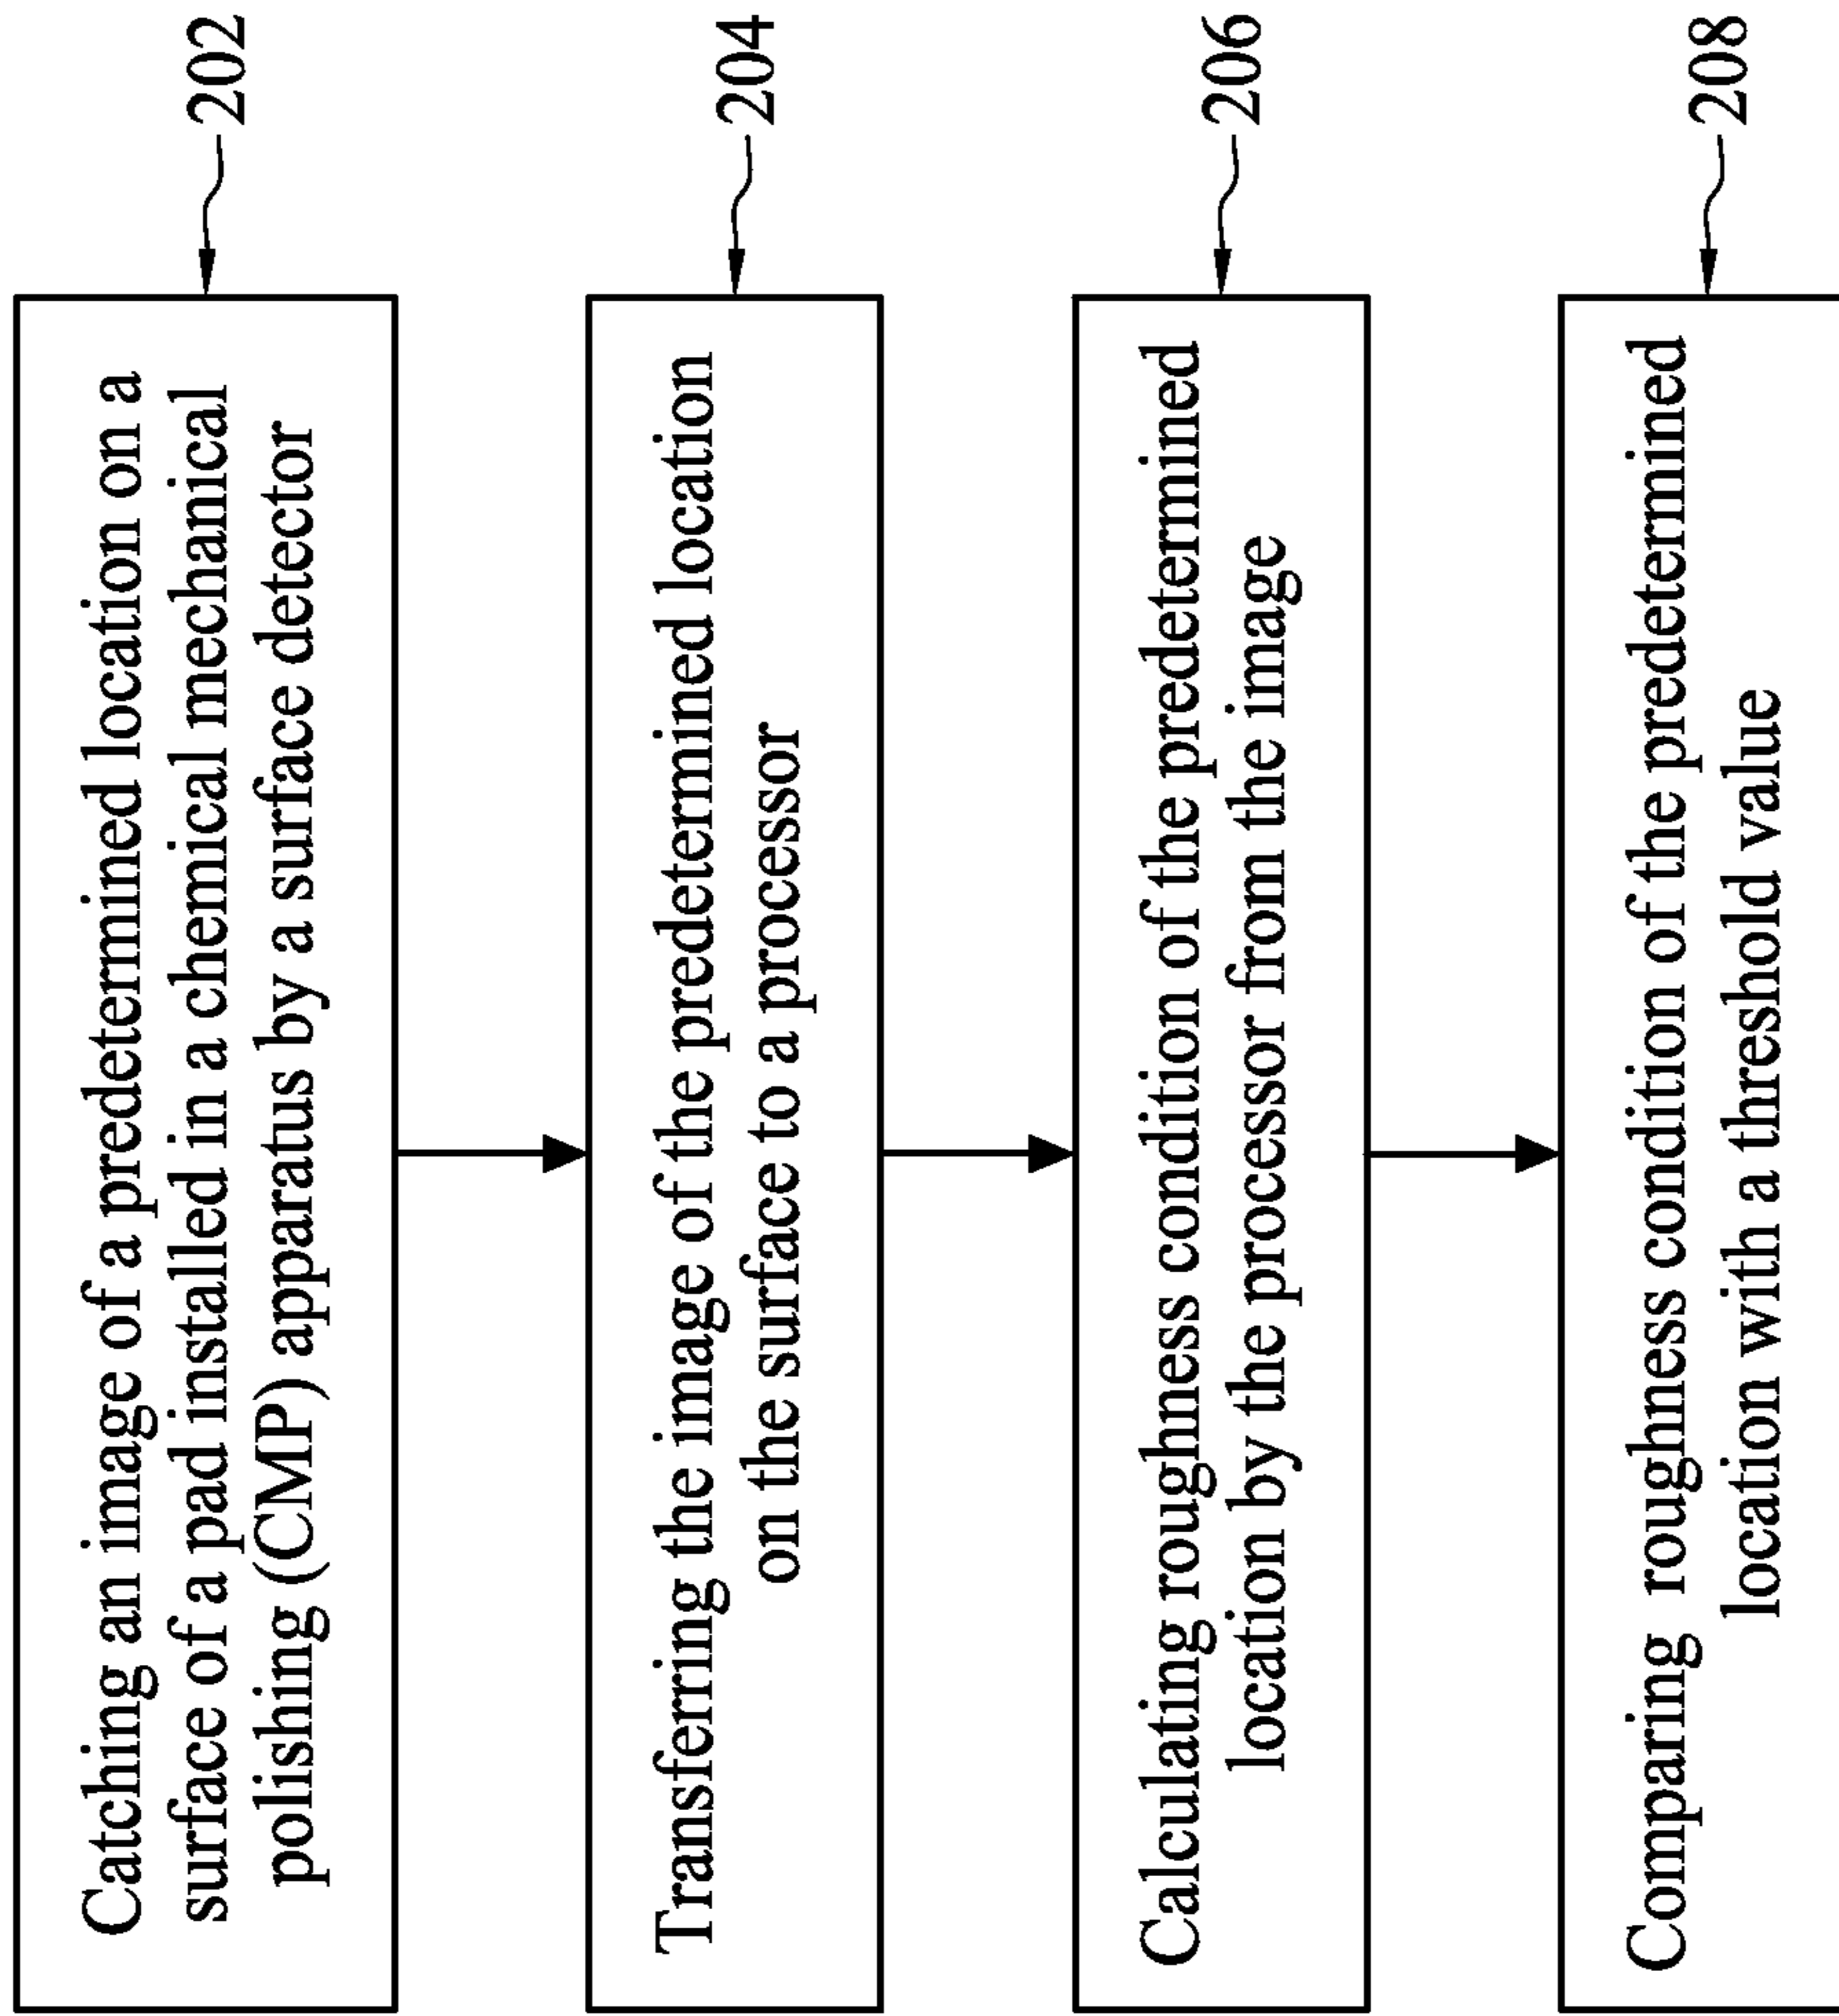 Catching an image of a predetermined location on a
surface of a pad installed in a chemical mechanical
polishing (CMP) apparatus by a surface detector
202
Transferring the image of the predetermined location
on the surface to a processor
204
Calculating roughness condition of the predetermined
location by the processor from the image
206
Comparing roughness condition of the predetermined
location with a threshold value
208